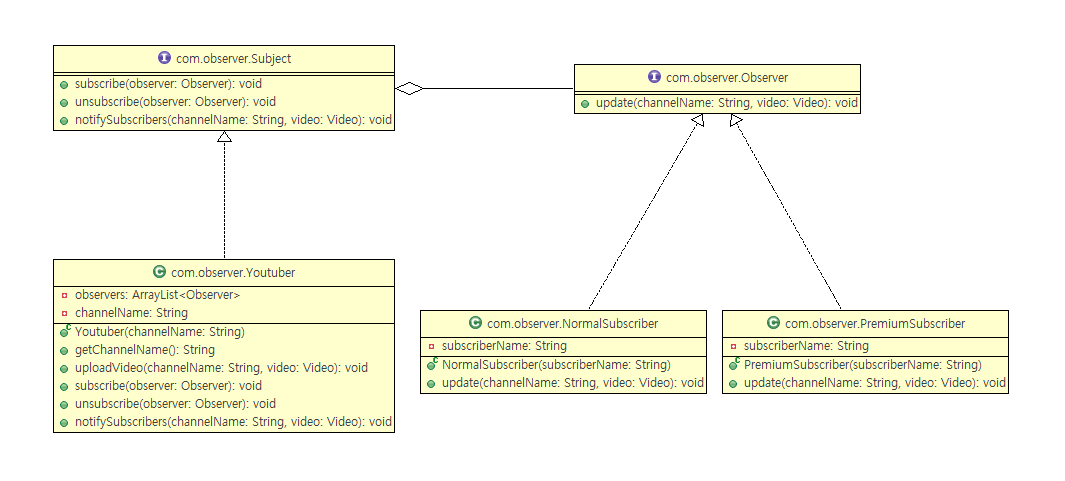 com.observer.Subject
subscribe(observer: Observer): void
unsubscribe(observer: Observer): void
notifySubscribers(channelName: String, video: Video): void
com.observer.Observer
update(channelName: String, video: Video): void
com.observer.Youtuber
observers: ArrayList<Observer>
channelName: String
Youtuber(channelName: String)
getChannelName(): String
uploadVideo(channelName: String, video: Video): void
subscribe(observer: Observer): void
unsubscribe(observer: Observer): void
notifySubscribers(channelName: String, video: Video): void
com.observer.NormalSubscriber
subscriberName: String
NormalSubscriber(subscriberName: String)
update(channelName: String, video: Video): void
com.observer.PremiumSubscriber
subscriberName: String
PremiumSubscriber(subscriberName: String)
update(channelName: String, video: Video): void